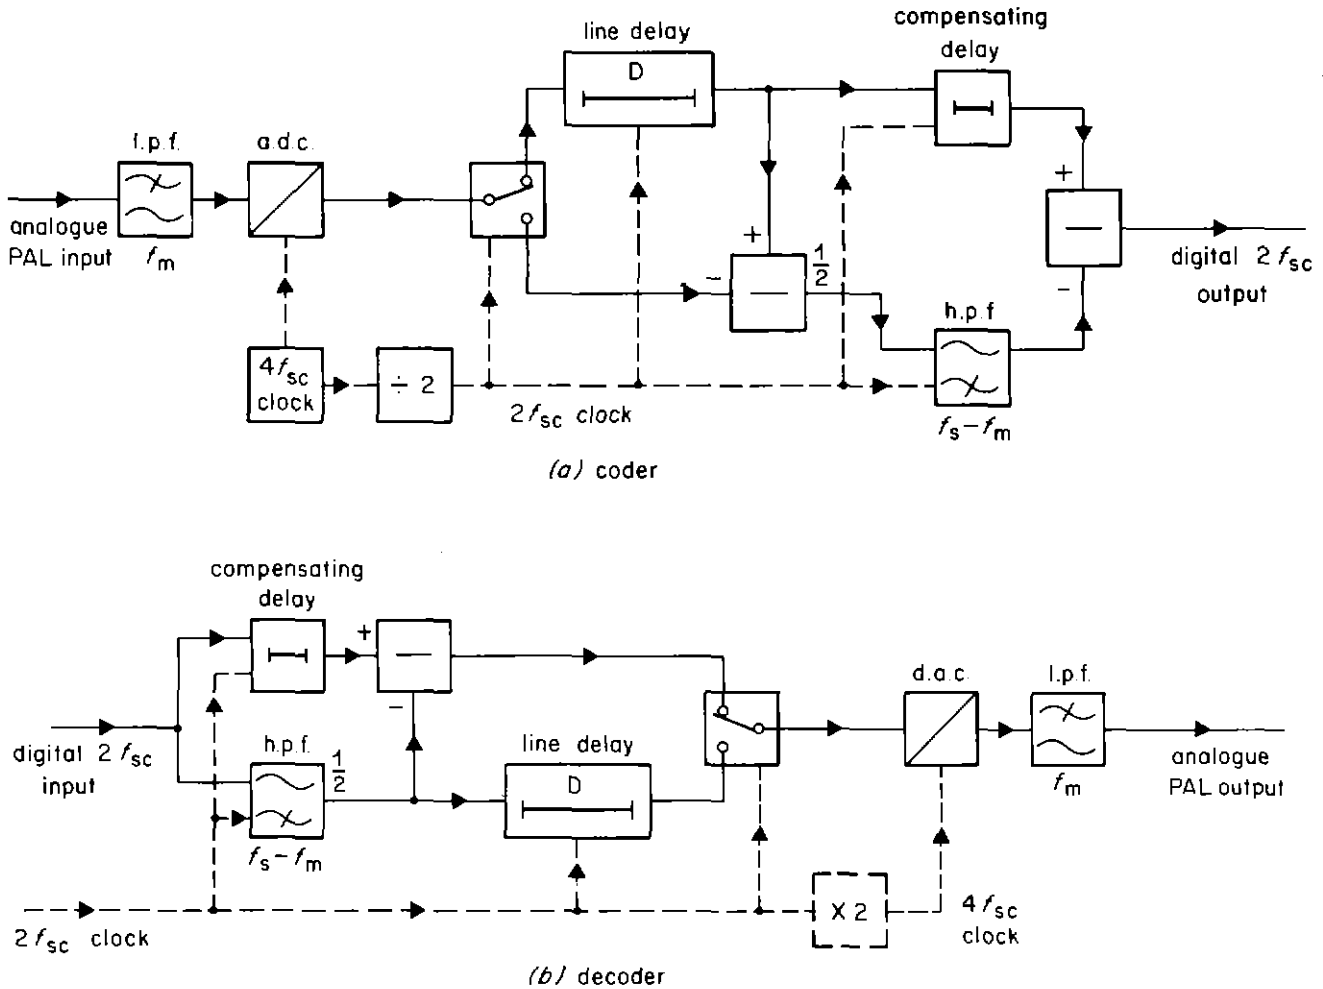 compensating
delay
line delay
D
l.p.f.
a.d.c.
+
analogue
PAL input
f_m
+
-
1/2
-
digital 2 f_sc
output
h.p.f
4f_sc
clock
÷ 2
2f_sc clock
f_s-f_m
(a) coder
compensating
delay
+
-
d.a.c.
l.p.f.
digital 2 f_sc
input
h.p.f.
1/2
line delay
D
analogue
PAL output
f_m
f_s-f_m
2f_sc clock
X 2
4f_sc
clock
(b) decoder